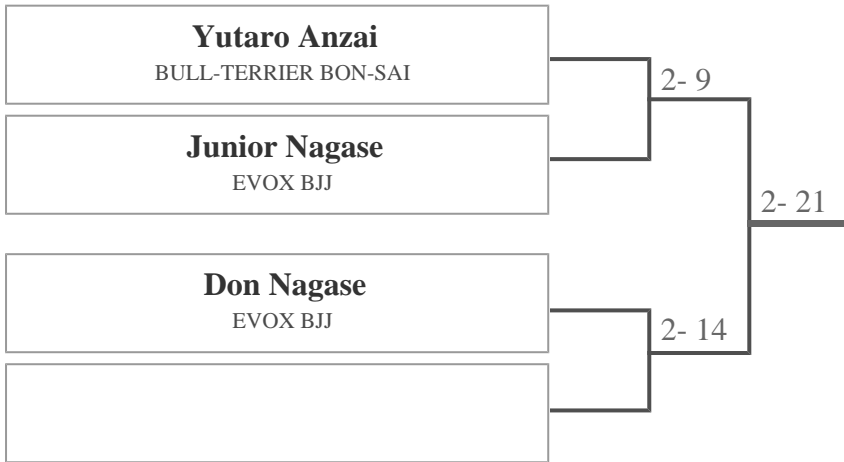 Yutaro Anzai
BULL-TERRIER BON-SAI
2- 9
Junior Nagase
EVOX BJJ
2- 21
Don Nagase
EVOX BJJ
2- 14